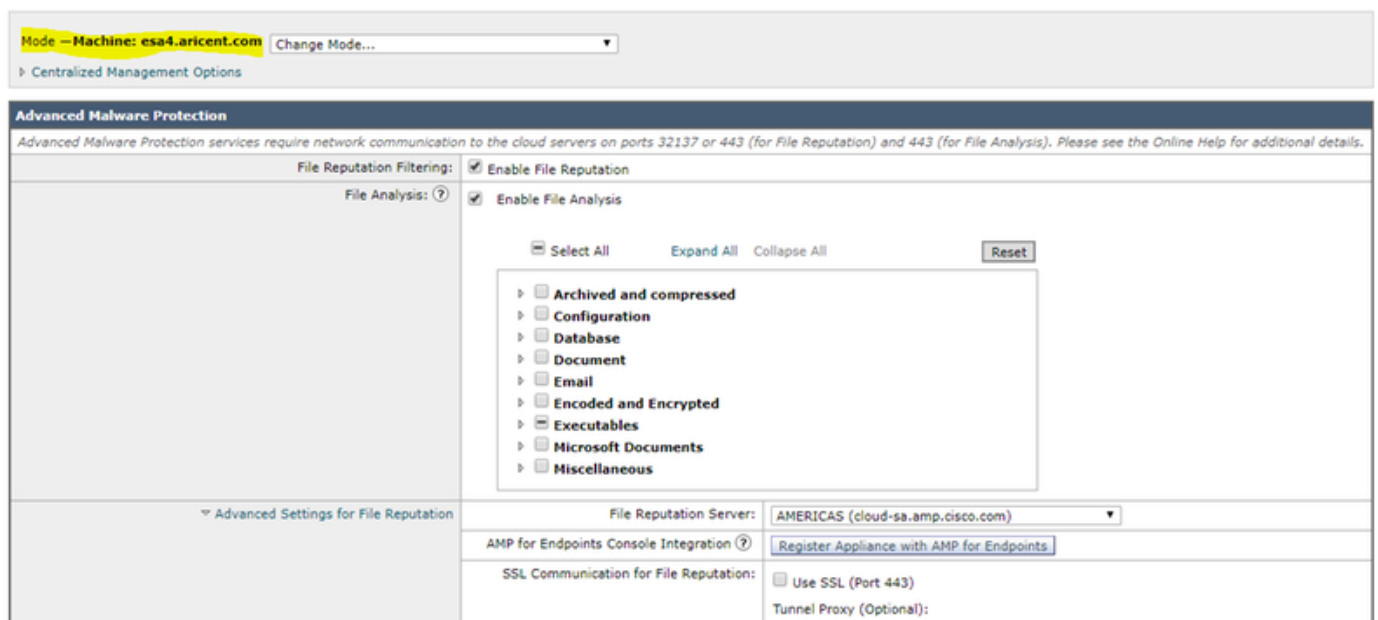 Mode —Machine: esa4.aricent.com Change Mode...
Centralized Management Options
Advanced Malware Protection
Advanced Malware Protection services require network communication to the cloud servers on ports 32137 or 443 (for File Reputation) and 443 (for File Analysis). Please see the Online Help for additional details.
File Reputation Filtering: Enable File Reputation
File Analysis: ? Enable File Analysis
Select All Expand All Collapse All Reset
Archived and compressed
Configuration
Database
Document
Email
Encoded and Encrypted
Executables
Microsoft Documents
Miscellaneous
Advanced Settings for File Reputation File Reputation Server: AMERICAS (cloud-sa.amp.cisco.com)
AMP for Endpoints Console Integration ? Register Appliance with AMP for Endpoints
SSL Communication for File Reputation: Use SSL (Port 443)
Tunnel Proxy (Optional):